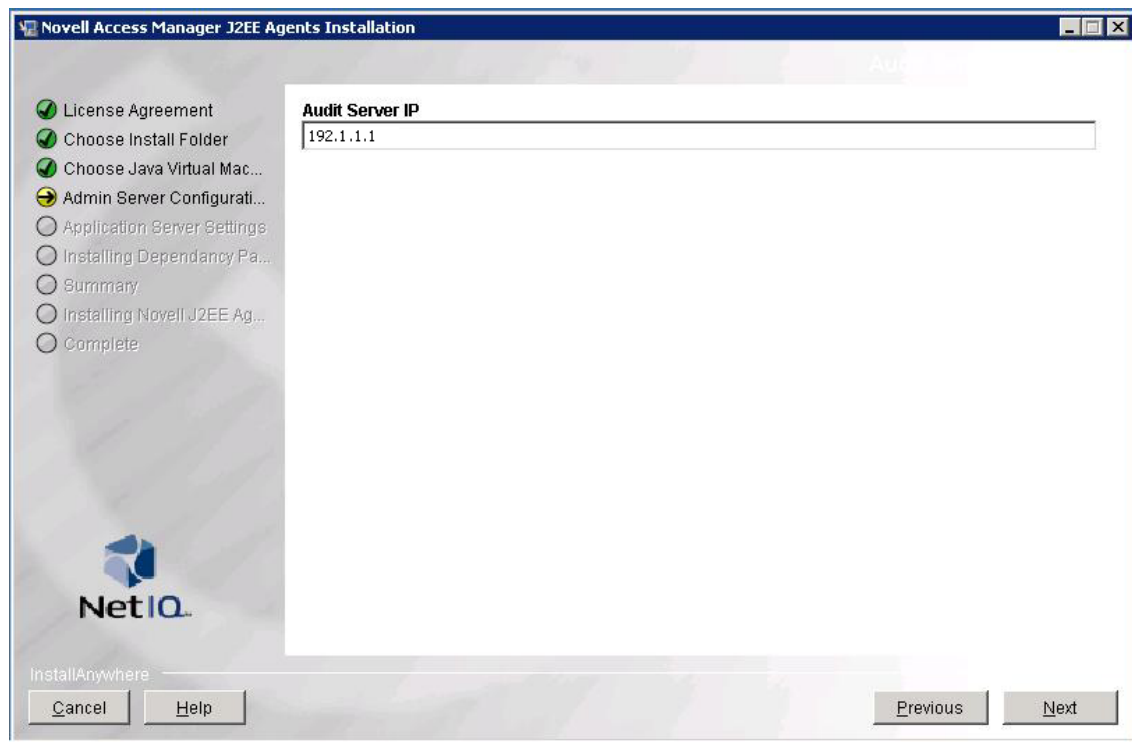 Novell Access Manager J2EE Agents Installation
License Agreement
Choose Install Folder
Choose Java Virtual Mac...
Admin Server Configurati...
Application Server Settings
Installing Dependancy Pa...
Summary
Installing Novell J2EE Ag...
Complete
Audit Server IP
192.1.1.1
NetIQ
InstallAnywhere
Cancel
Help
Previous
Next